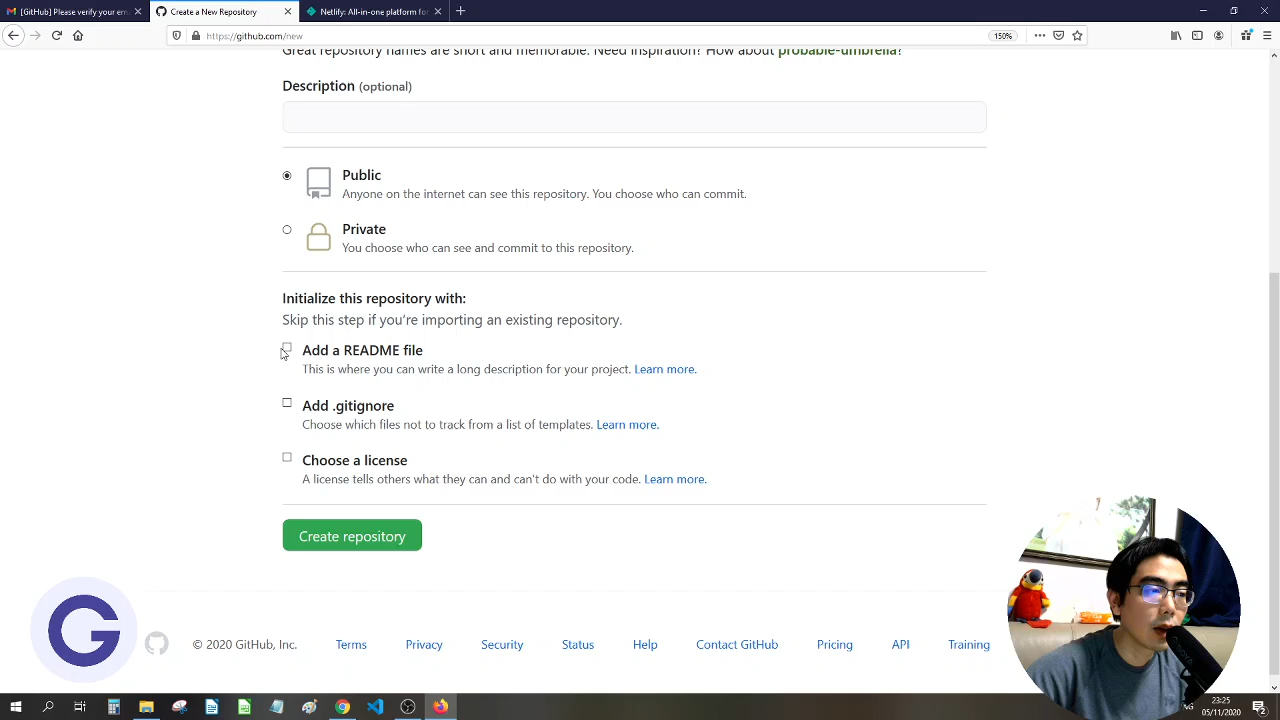 [GitHub] Please verify your ema
Create a New Repository
Netlify: All-in-one platform for
https://github.com/new
150%
Great repository names are short and memorable. Need inspiration? How about probable-umbrella?
Description (optional)
Public
Anyone on the internet can see this repository. You choose who can commit.
Private
You choose who can see and commit to this repository.
Initialize this repository with:
Skip this step if you're importing an existing repository.
Add a README file
This is where you can write a long description for your project. Learn more.
Add .gitignore
Choose which files not to track from a list of templates. Learn more.
Choose a license
A license tells others what they can and can't do with your code. Learn more.
Create repository
G
© 2020 GitHub, Inc.
Terms
Privacy
Security
Status
Help
Contact GitHub
Pricing
API
Training
23:25
05/11/2020